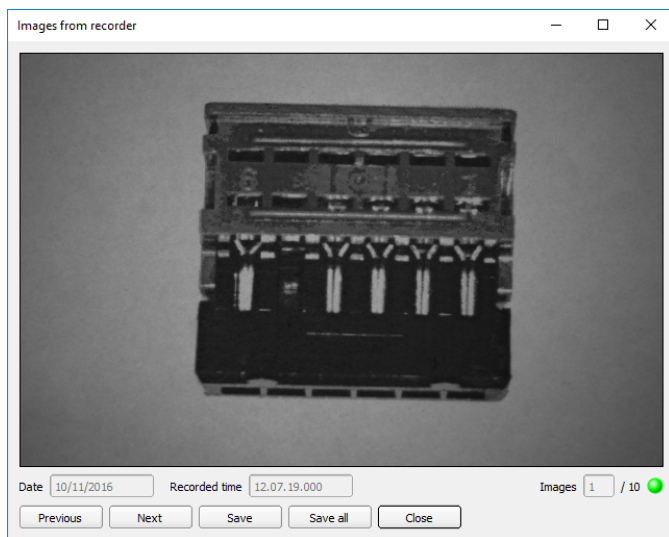 Images from recorder
Date 10/11/2016 Recorded time 12.07.19.000 Images 1 / 10
Previous Next Save Save all Close